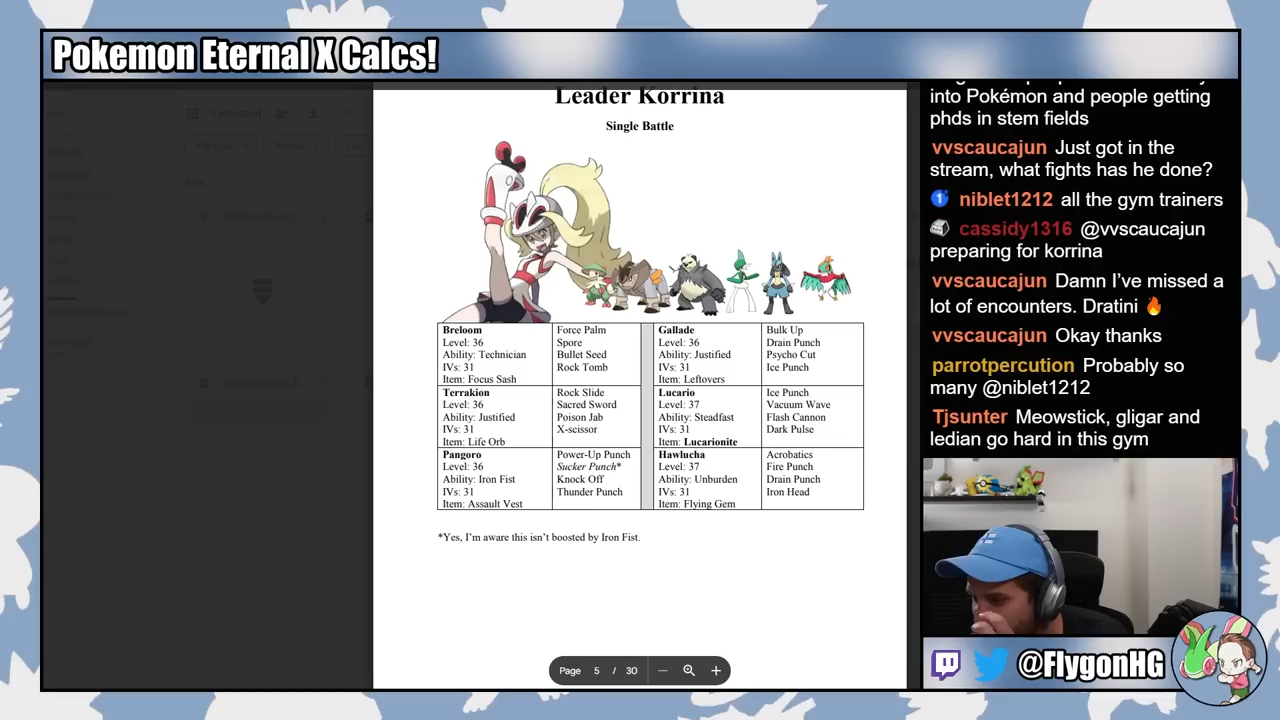 Pokemon Eternal X Calcs!
1 selected
Leader Korrina
Single Battle
Breloom
Level: 36
Ability: Technician
IVs: 31
Item: Focus Sash
Force Palm
Spore
Bullet Seed
Rock Tomb
Gallade
Level: 36
Ability: Justified
IVs: 31
Item: Leftovers
Bulk Up
Drain Punch
Psycho Cut
Ice Punch
Terrakion
Level: 36
Ability: Justified
IVs: 31
Item: Life Orb
Rock Slide
Sacred Sword
Poison Jab
X-scissor
Lucario
Level: 37
Ability: Steadfast
IVs: 31
Item: Lucarionite
Ice Punch
Vacuum Wave
Flash Cannon
Dark Pulse
Pangoro
Level: 36
Ability: Iron Fist
IVs: 31
Item: Assault Vest
Power-Up Punch
Sucker Punch*
Knock Off
Thunder Punch
Hawlucha
Level: 37
Ability: Unburden
IVs: 31
Item: Flying Gem
Acrobatics
Fire Punch
Drain Punch
Iron Head
*Yes, I'm aware this isn't boosted by Iron Fist.
Page 5 / 30
into Pokémon and people getting
phds in stem fields
vvscaucajun Just got in the
stream, what fights has he done?
niblet1212 all the gym trainers
cassidy1316 @vvscaucajun
preparing for korrina
vvscaucajun Damn I've missed a
lot of encounters. Dratini 🔥
vvscaucajun Okay thanks
parrotpercution Probably so
many @niblet1212
Tjsunter Meowstick, gligar and
ledian go hard in this gym
@FlygonHG